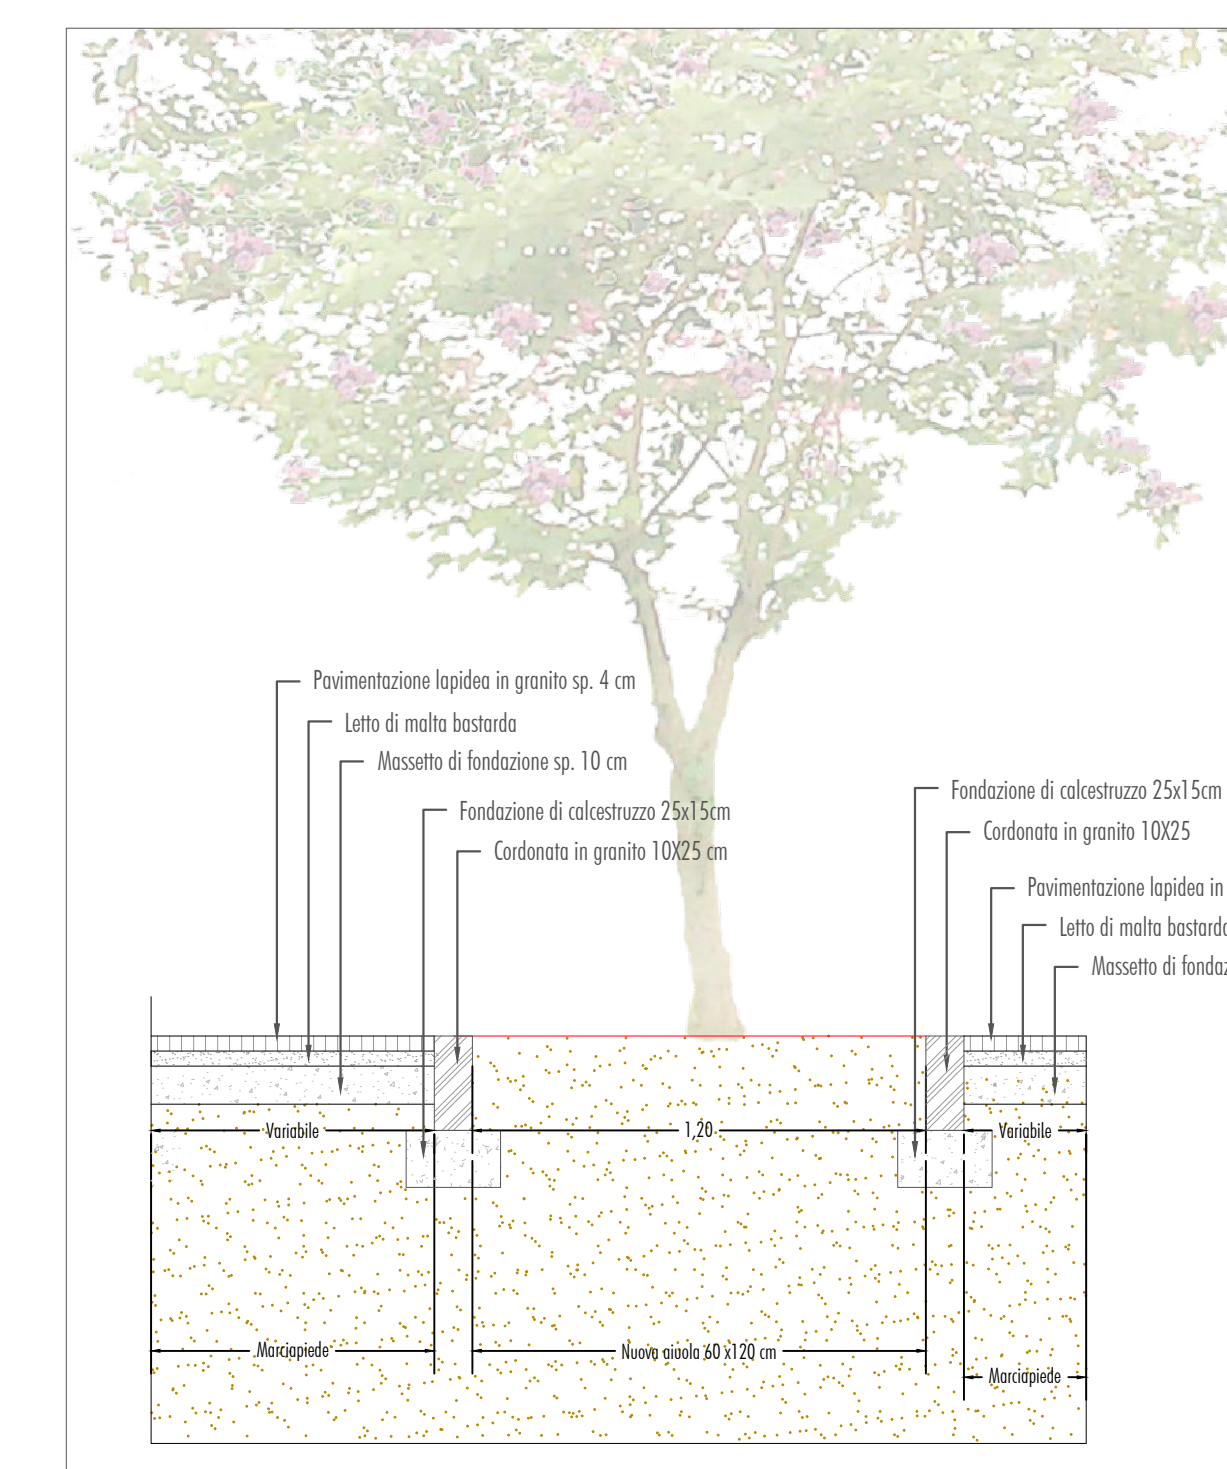 Pavimentazione lapidea in granito sp. 4 cm
Letto di malta bastarda
Massetto di fondazione sp. 10 cm
Fondazione di calcestruzzo 25x15cm
Cordonata in granito 10X25 cm
Fondazione di calcestruzzo 25x15cm
Cordonata in granito 10X25
Pavimentazione lapidea in
Letto di malta bastarda
Massetto di fondaz
Variabile
1,20
Variabile
Marciapiede
Nuova aiuola 60 x120 cm
Marciapiede